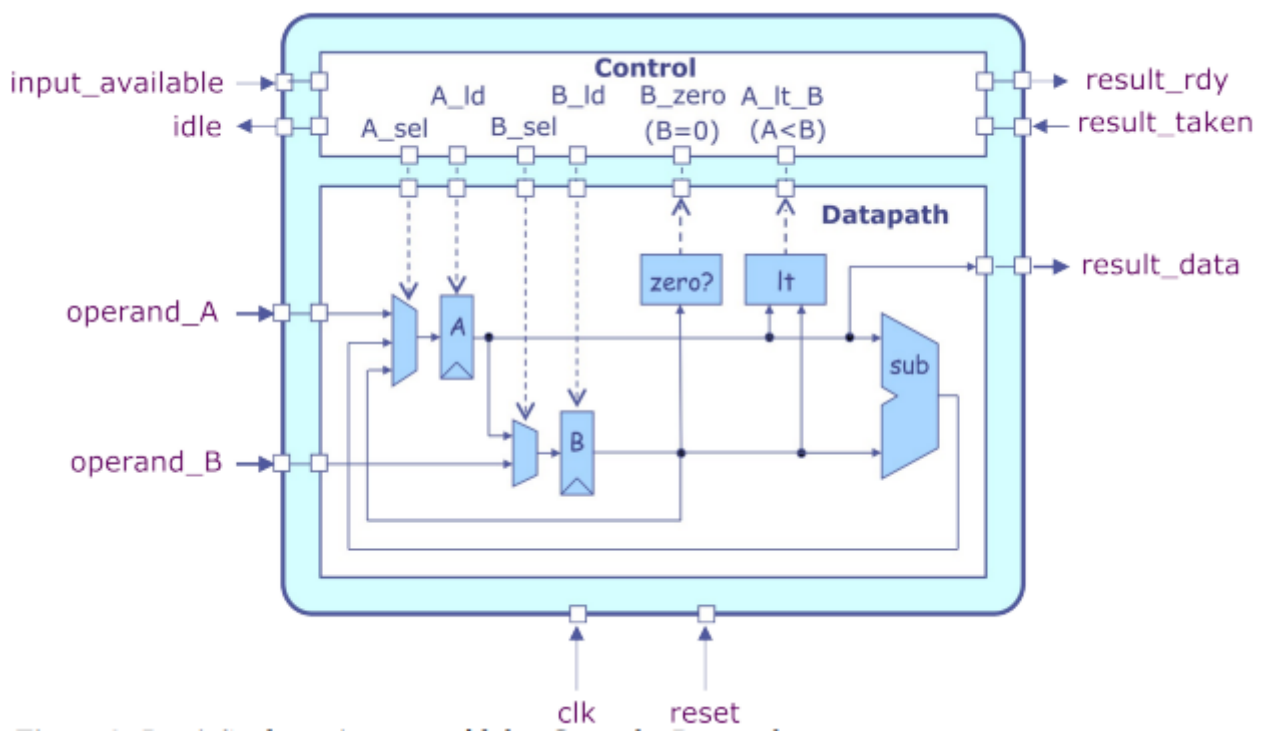 Control
input_available
idle
A_sel
A_ld
B_sel
B_ld
B_zero
(B=0)
A_lt_B
(A<B)
result_rdy
result_taken
Datapath
zero?
lt
result_data
operand_A
A
sub
operand_B
B
clk
reset